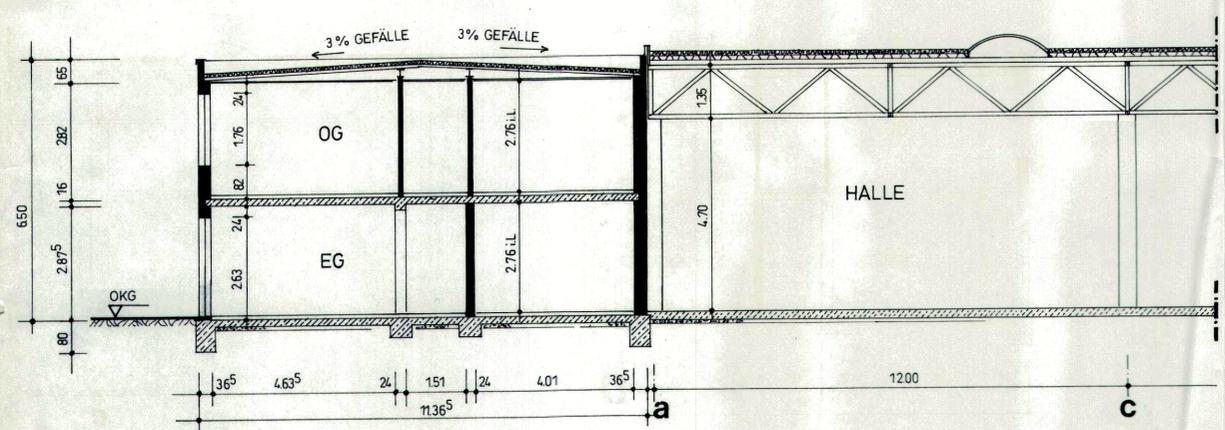 3% GEFÄLLE
3% GEFÄLLE
65
282
16
2.87⁵
80
6.50
24
1.76
82
24
2.63
OG
EG
2.76 i.L.
2.76 i.L.
1.35
4.70
HALLE
OKG
36⁵
4.63⁵
24
1.51
24
4.01
36⁵
12.00
11.36⁵
a
c